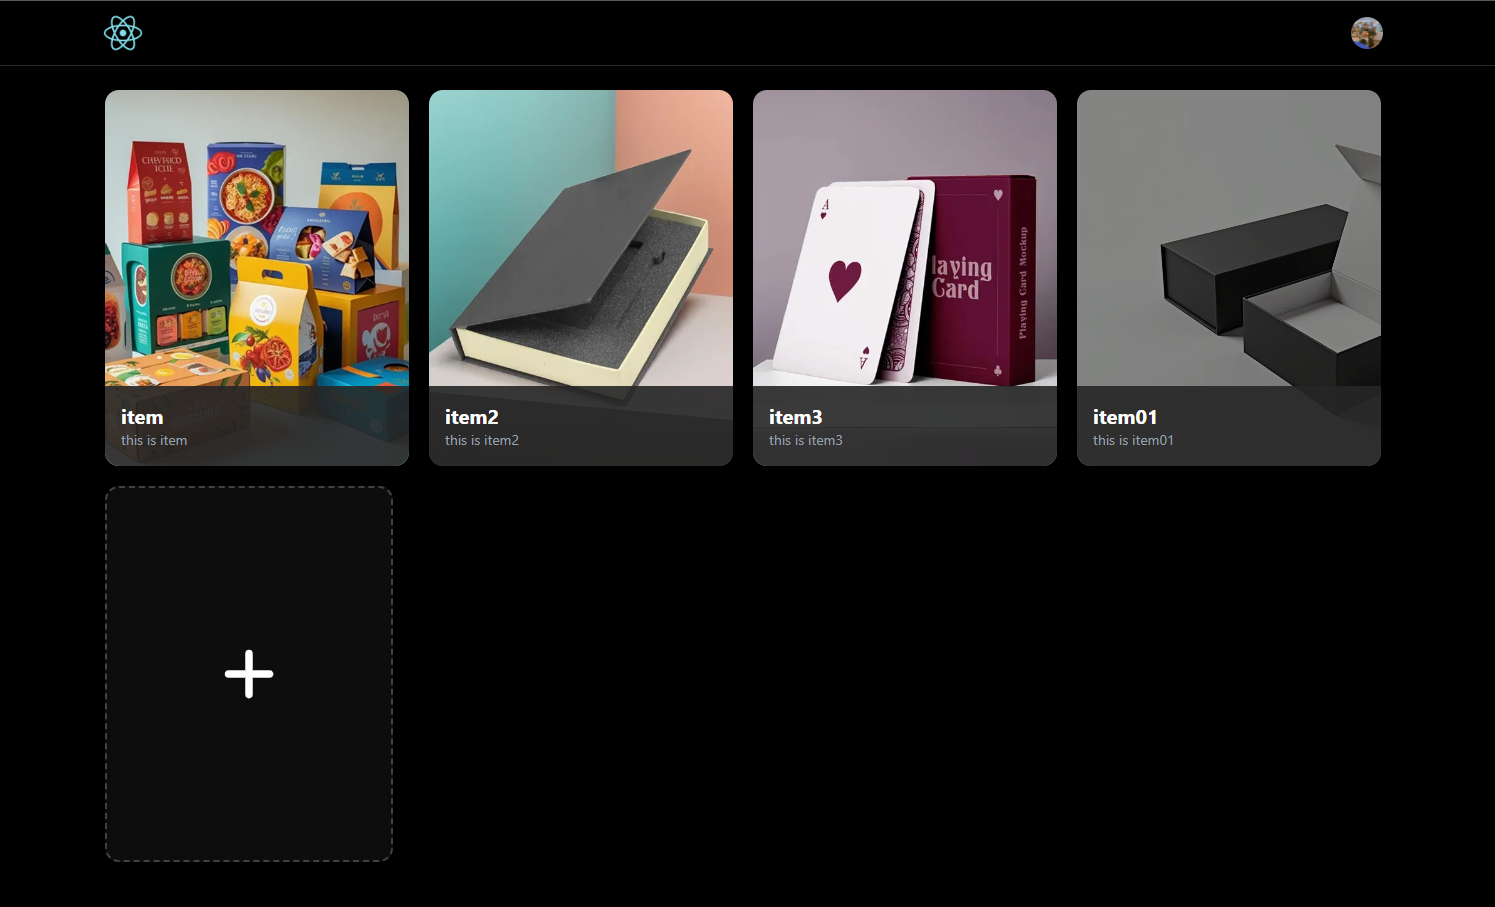 A
laying
Card
Playing Card Mockup
A
item
this is item
item2
this is item2
item3
this is item3
item01
this is item01